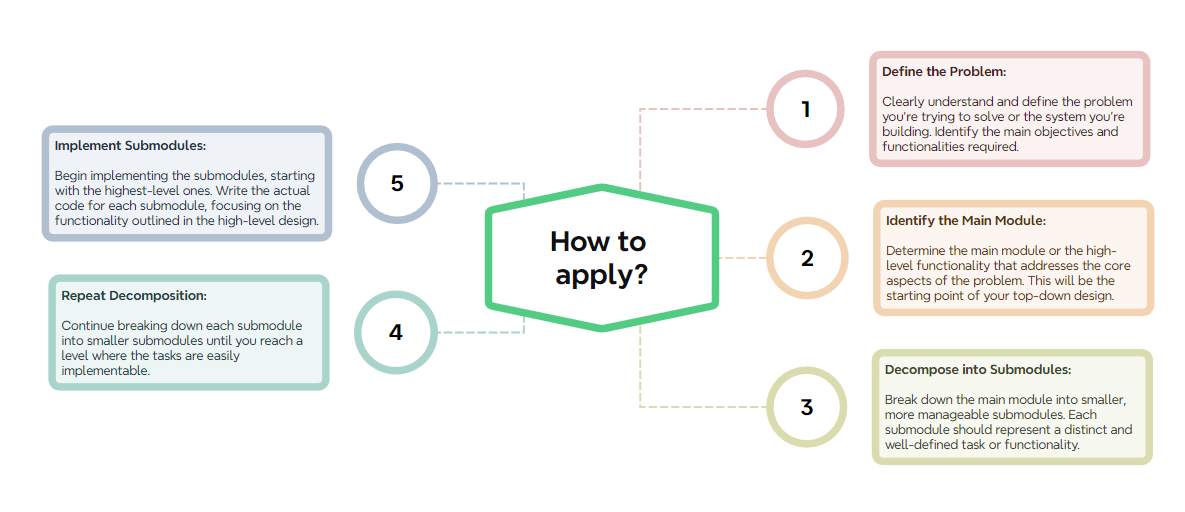 How to
apply?
1
Define the Problem:
Clearly understand and define the problem
you're trying to solve or the system you're
building. Identify the main objectives and
functionalities required.
2
Identify the Main Module:
Determine the main module or the high-
level functionality that addresses the core
aspects of the problem. This will be the
starting point of your top-down design.
3
Decompose into Submodules:
Break down the main module into smaller,
more manageable submodules. Each
submodule should represent a distinct and
well-defined task or functionality.
4
Repeat Decomposition:
Continue breaking down each submodule
into smaller submodules until you reach a
level where the tasks are easily
implementable.
5
Implement Submodules:
Begin implementing the submodules, starting
with the highest-level ones. Write the actual
code for each submodule, focusing on the
functionality outlined in the high-level design.